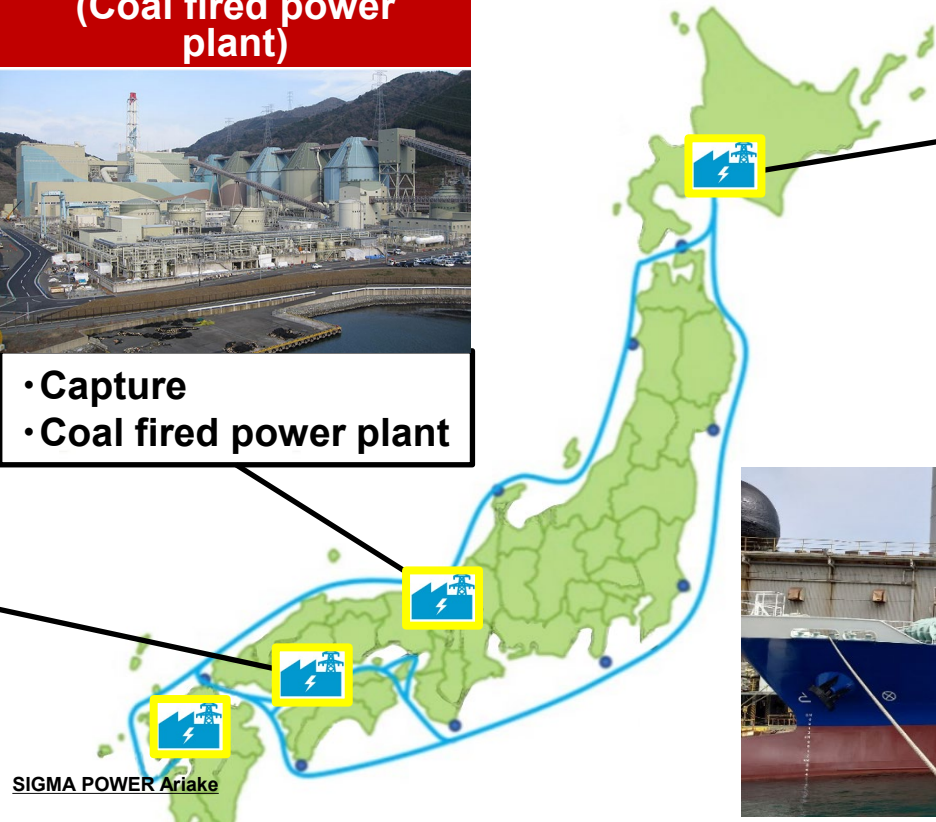 (Coal fired power
plant)
・Capture
・Coal fired power plant
SIGMA POWER Ariake